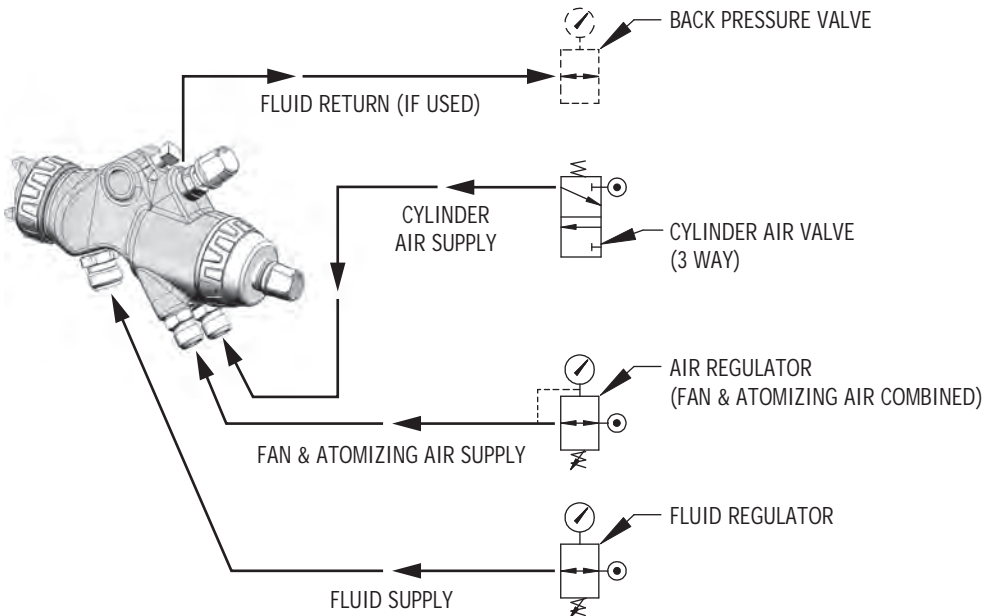 BACK PRESSURE VALVE
FLUID RETURN (IF USED)
CYLINDER
AIR SUPPLY
CYLINDER AIR VALVE
(3 WAY)
AIR REGULATOR
(FAN & ATOMIZING AIR COMBINED)
FAN & ATOMIZING AIR SUPPLY
FLUID REGULATOR
FLUID SUPPLY